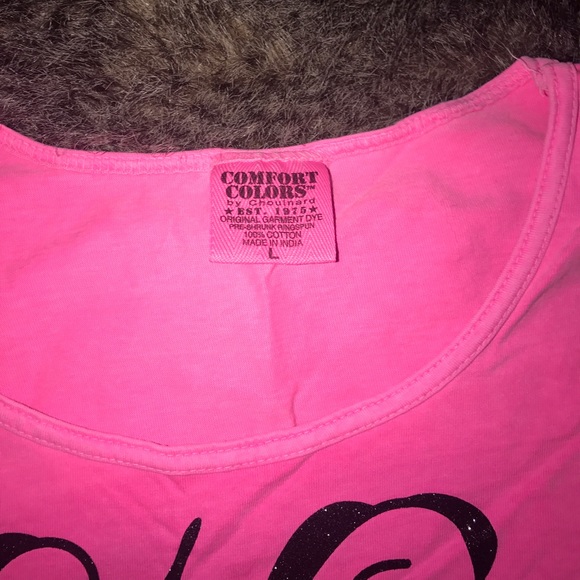 COMFORT
COLORS™
by Chouinard
★ EST. 1975 ★
ORIGINAL GARMENT DYE
PRE-SHRUNK RINGSPUN
100% COTTON
MADE IN INDIA
L